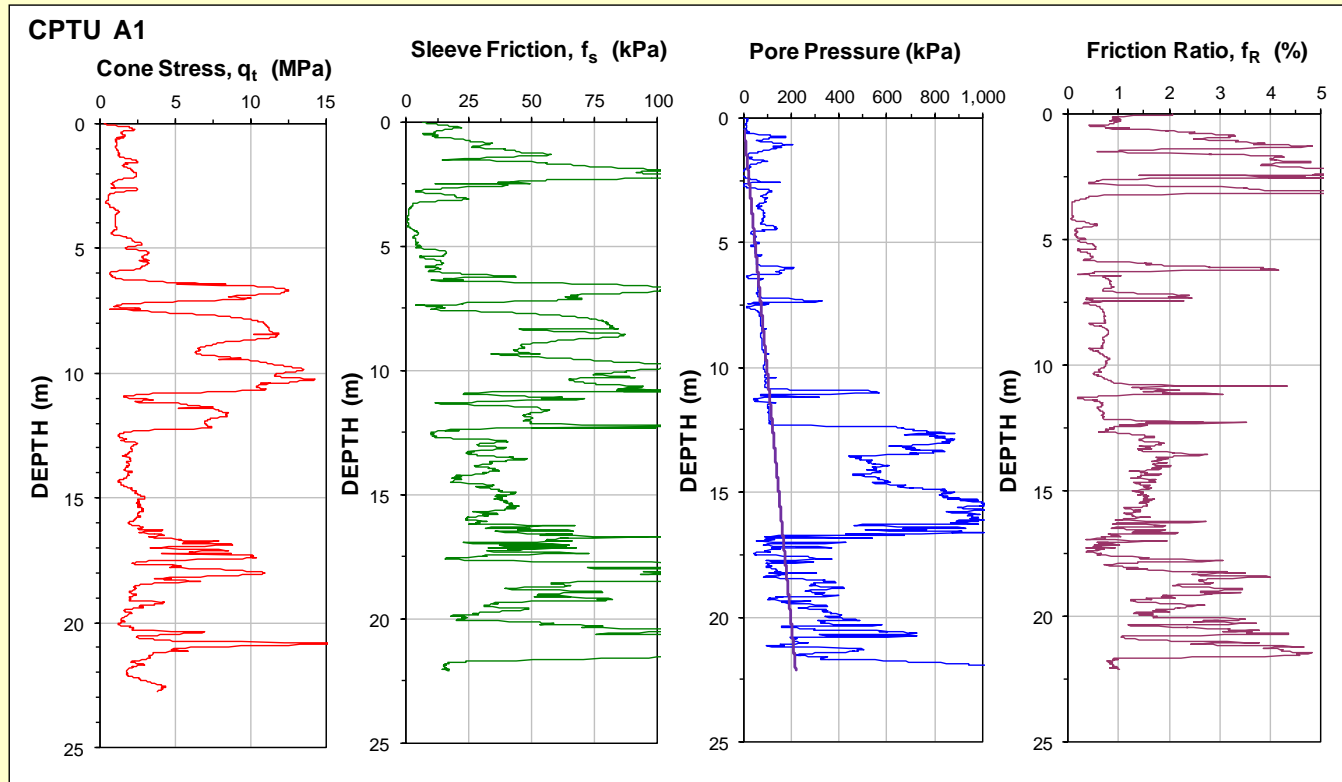 CPTU A1
Cone Stress, qt (MPa)
0 5 10 15
DEPTH (m)
0
5
10
15
20
25
Sleeve Friction, fs (kPa)
0 25 50 75 100
DEPTH (m)
0
5
10
15
20
25
Pore Pressure (kPa)
0 200 400 600 800 1,000
DEPTH (m)
0
5
10
15
20
25
Friction Ratio, fR (%)
0 1 2 3 4 5
DEPTH (m)
0
5
10
15
20
25